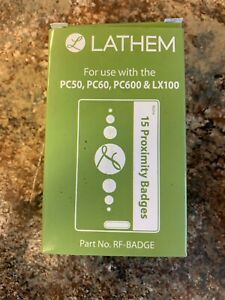 LATHEM
For use with the
PC50, PC60, PC600 & LX100
15 Proximity Badges
Part No. RF-BADGE